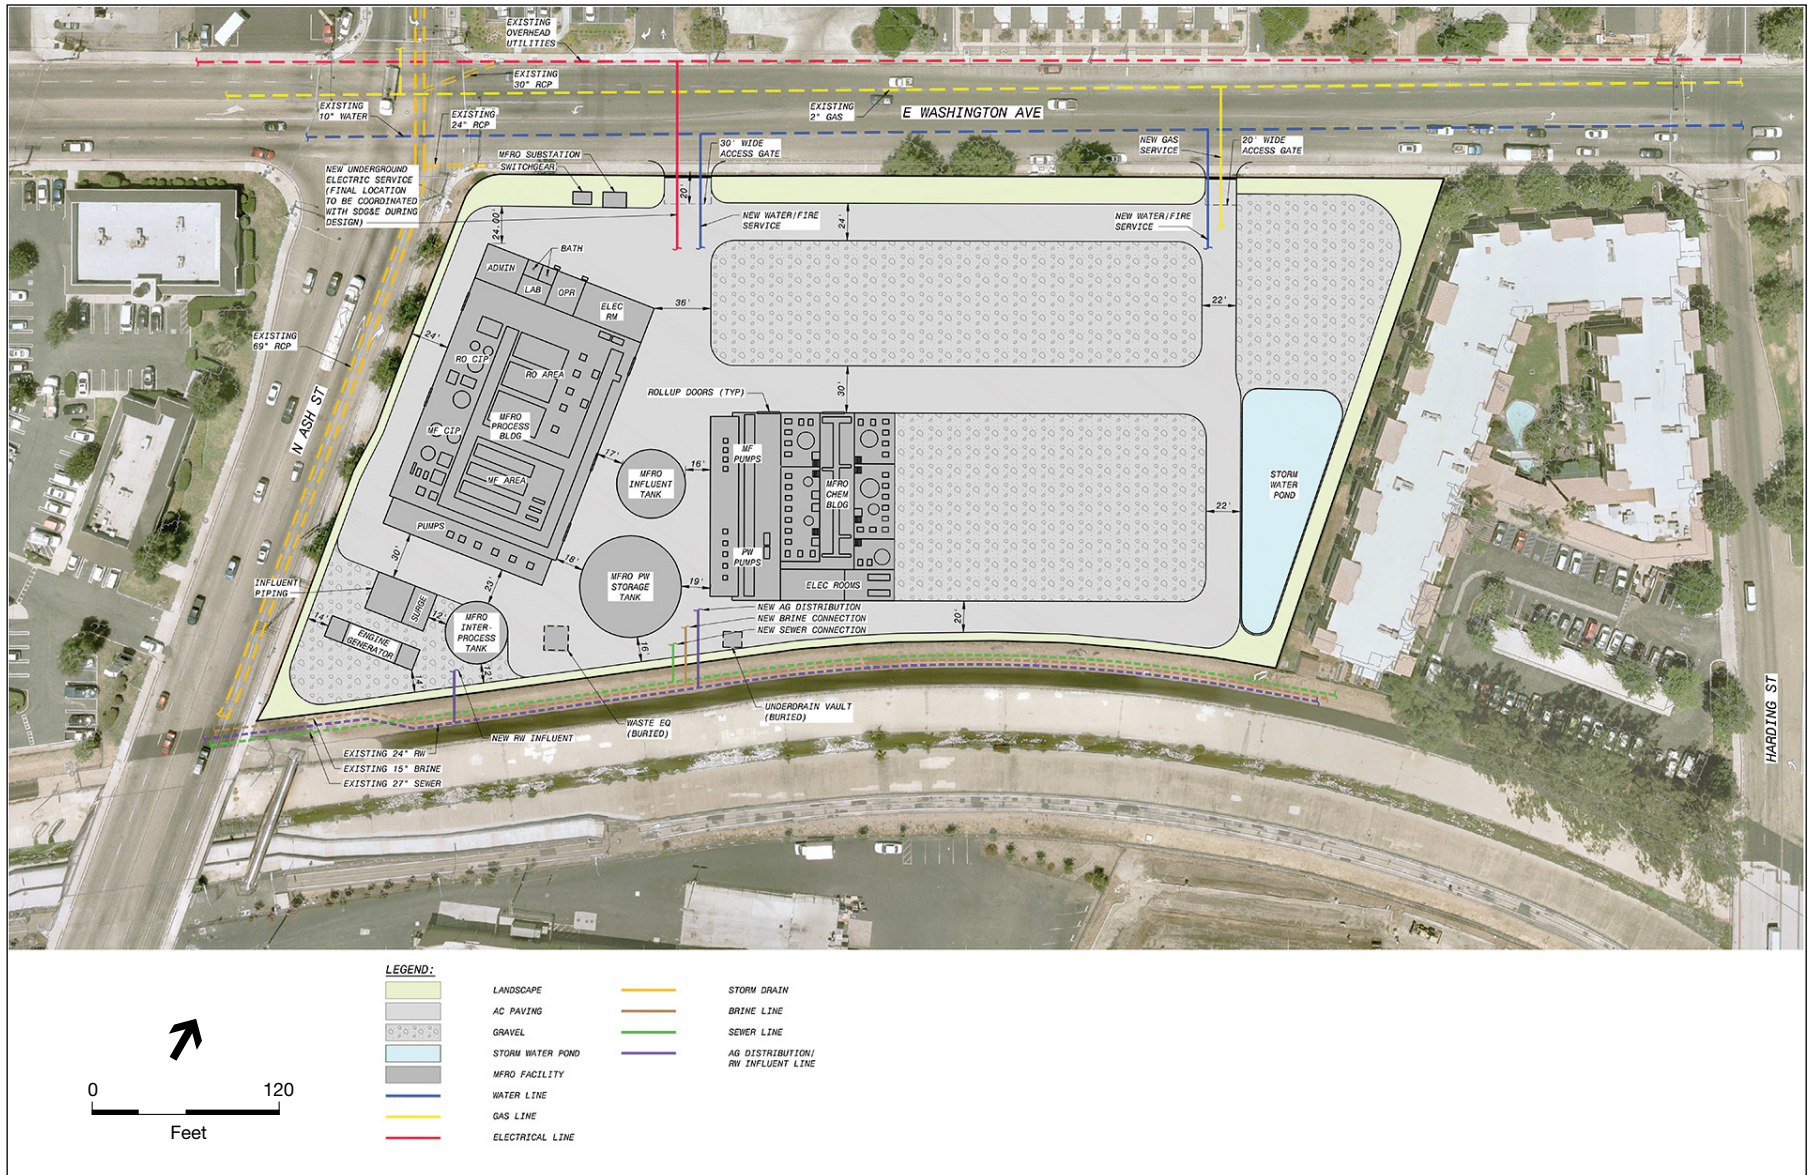 EXISTING
OVERHEAD
UTILITIES
EXISTING
30" RCP
EXISTING
10" WATER
EXISTING
24" RCP
EXISTING
2" GAS
E WASHINGTON AVE
MFRO SUBSTATION
SWITCHGEAR
30' WIDE
ACCESS GATE
NEW GAS
SERVICE
20' WIDE
ACCESS GATE
NEW UNDERGROUND
ELECTRIC SERVICE
(FINAL LOCATION
TO BE COORDINATED
WITH SDG&E DURING
DESIGN)
20'
24.00'
NEW WATER/FIRE
SERVICE
24'
NEW WATER/FIRE
SERVICE
BATH
ADMIN
LAB
OPR
ELEC
RM
36'
22'
EXISTING
69" RCP
24'
RO CIP
RO AREA
30'
ROLLUP DOORS (TYP)
N ASH ST
MFRO
PROCESS
BLDG
MF CIP
MF AREA
17'
MFRO
INFLUENT
TANK
16'
MF
PUMPS
MFRO
CHEM
BLDG
STORM
WATER
POND
22'
PUMPS
30'
18'
23'
MFRO PW
STORAGE
TANK
19'
PW
PUMPS
ELEC ROOMS
INFLUENT
PIPING
SURGE
12'
MFRO
INTER-
PROCESS
TANK
14'
ENGINE
GENERATOR
14'
12'
16'
20'
NEW AG DISTRIBUTION
NEW BRINE CONNECTION
NEW SEWER CONNECTION
UNDERDRAIN VAULT
(BURIED)
WASTE EQ
(BURIED)
NEW RW INFLUENT
EXISTING 24" RW
EXISTING 15" BRINE
EXISTING 27" SEWER
HARDING ST
LEGEND:
LANDSCAPE
AC PAVING
GRAVEL
STORM WATER POND
MFRO FACILITY
WATER LINE
GAS LINE
ELECTRICAL LINE
STORM DRAIN
BRINE LINE
SEWER LINE
AG DISTRIBUTION/
RW INFLUENT LINE
0 120
Feet